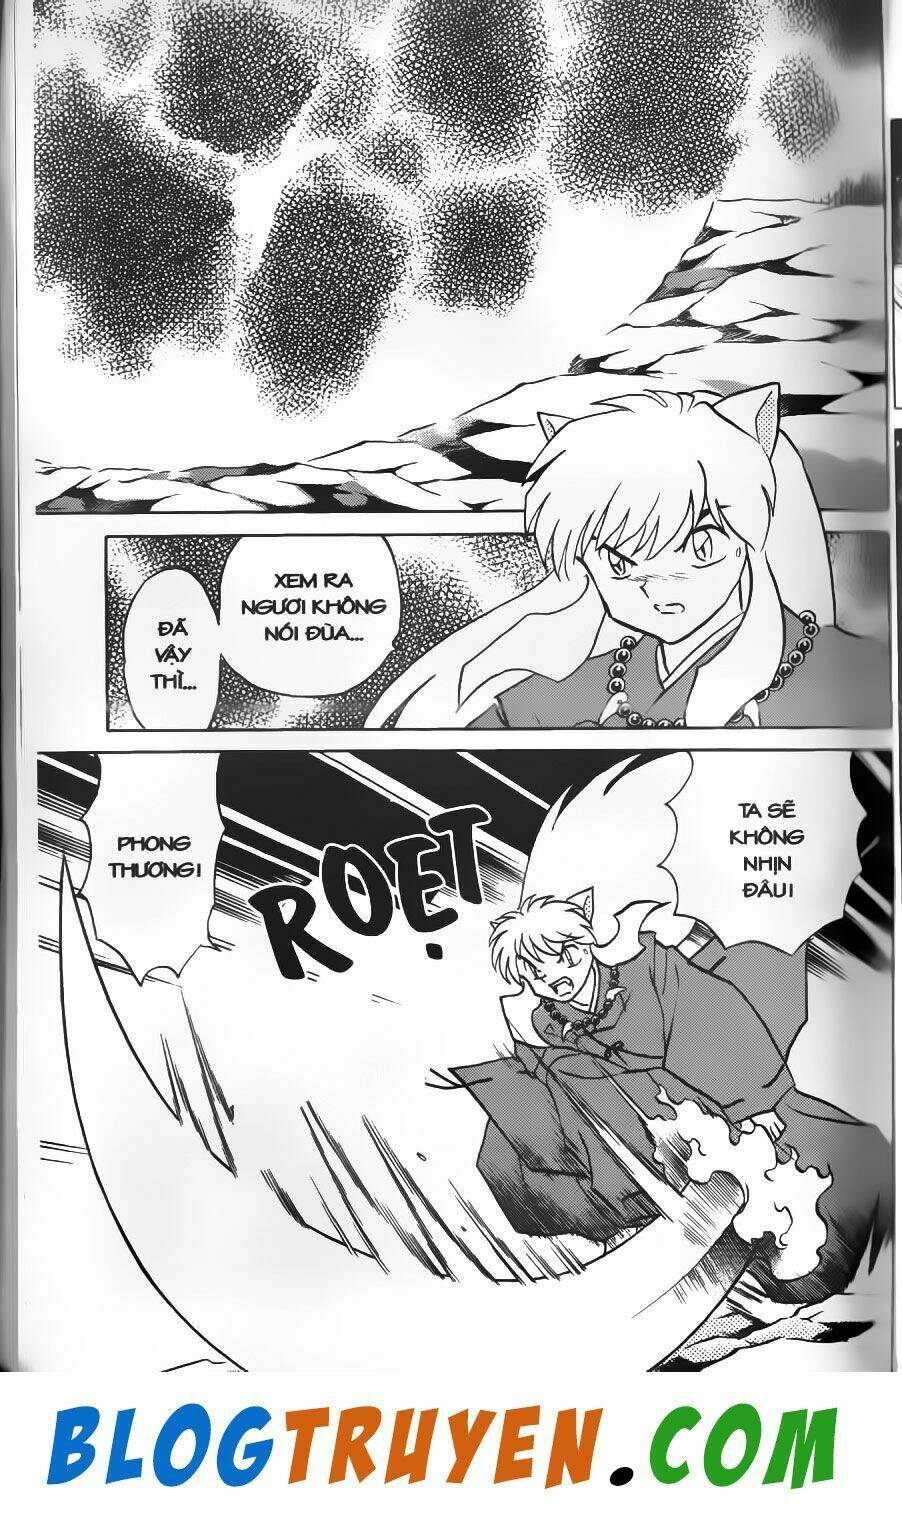 XEM RA
NGƯƠI KHÔNG
NÓI ĐÙA...
ĐÃ
VẬY
THÌ...
TA SẼ
KHÔNG
NHỊN
ĐÂU!
ROẸT
PHONG
THƯƠNG!
BLOGTRUYEN.COM